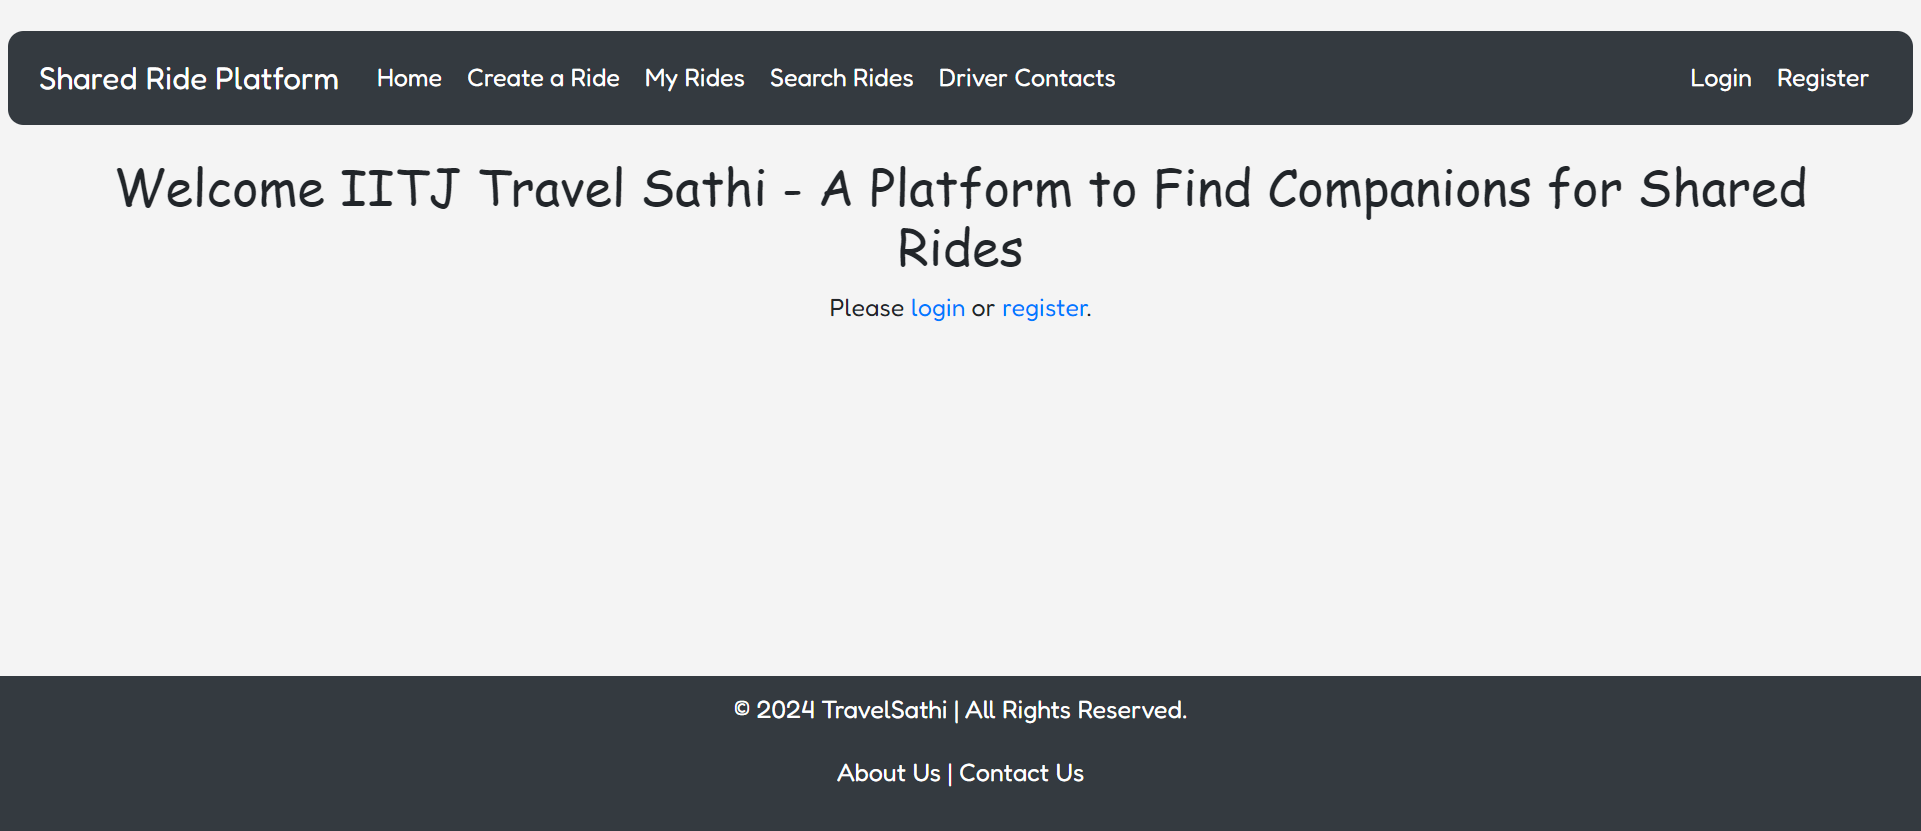 Shared Ride Platform Home Create a Ride My Rides Search Rides Driver Contacts Login Register
Welcome IITJ Travel Sathi - A Platform to Find Companions for Shared
Rides
Please login or register.
© 2024 TravelSathi | All Rights Reserved.
About Us | Contact Us